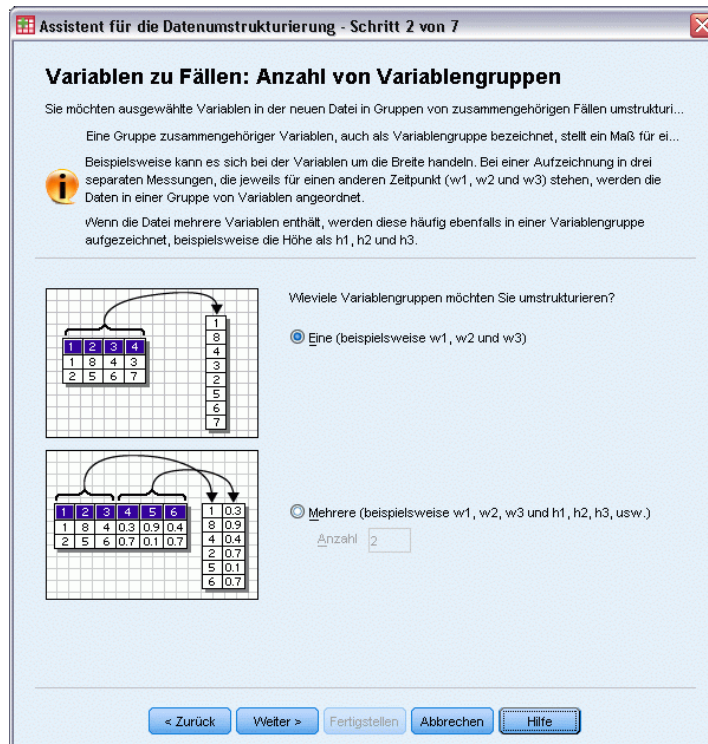 Assistent für die Datenumstrukturierung - Schritt 2 von 7
Variablen zu Fällen: Anzahl von Variablengruppen
Sie möchten ausgewählte Variablen in der neuen Datei in Gruppen von zusammengehörigen Fällen umstrukturi...
Eine Gruppe zusammengehöriger Variablen, auch als Variablengruppe bezeichnet, stellt ein Maß für ei...
Beispielsweise kann es sich bei der Variablen um die Breite handeln. Bei einer Aufzeichnung in drei
separaten Messungen, die jeweils für einen anderen Zeitpunkt (w1, w2 und w3) stehen, werden die
Daten in einer Gruppe von Variablen angeordnet.
Wenn die Datei mehrere Variablen enthält, werden diese häufig ebenfalls in einer Variablengruppe
aufgezeichnet, beispielsweise die Höhe als h1, h2 und h3.
Wieviele Variablengruppen möchten Sie umstrukturieren?
Eine (beispielsweise w1, w2 und w3)
1 2 3 4
1 8 4 3
2 5 6 7
1
8
4
3
2
5
6
7
Mehrere (beispielsweise w1, w2, w3 und h1, h2, h3, usw.)
Anzahl 2
1 2 3 4 5 6
1 8 4 0.3 0.9 0.4
2 5 6 0.7 0.1 0.7
1 0.3
8 0.9
4 0.4
2 0.7
5 0.1
6 0.7
< Zurück Weiter > Fertigstellen Abbrechen Hilfe